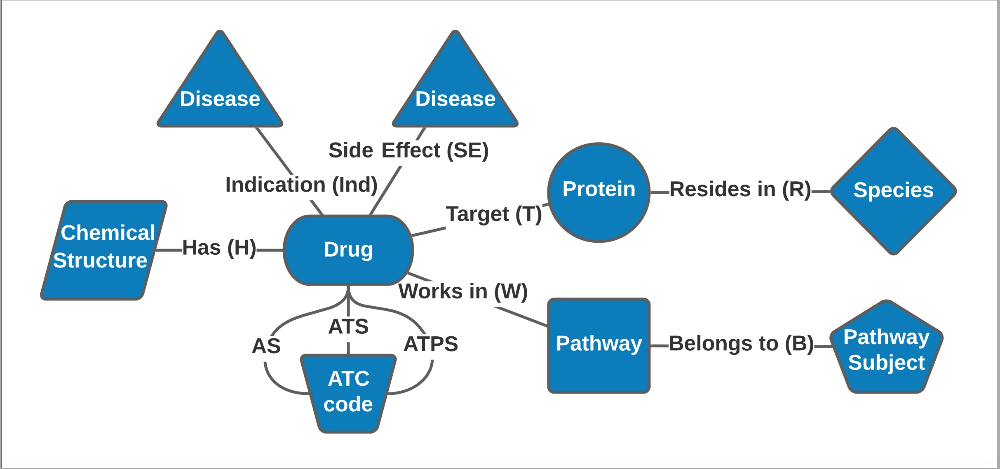 Disease
Disease
Side Effect (SE)
Indication (Ind)
Protein
Resides in (R)
Species
Target (T)
Chemical
Structure
Has (H)
Drug
Works in (W)
ATS
AS
ATPS
Pathway
Belongs to (B)
Pathway
Subject
ATC
code